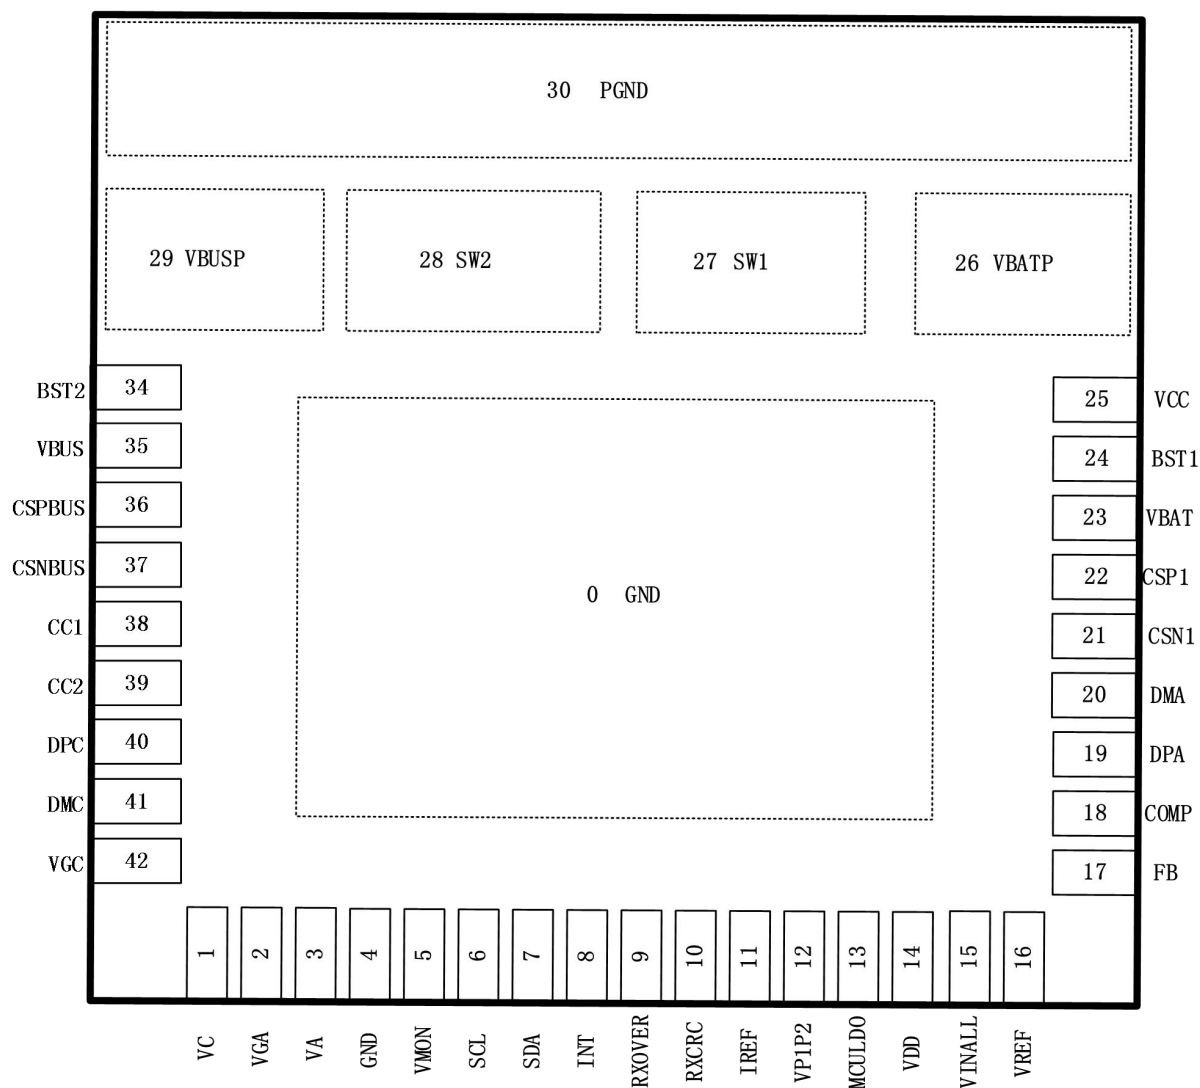 30 PGND
29 VBUSP
28 SW2
27 SW1
26 VBATP
BST2 34
VBUS 35
CSPBUS 36
CSNBUS 37
CC1 38
CC2 39
DPC 40
DMC 41
VGC 42
0 GND
25 VCC
24 BST1
23 VBAT
22 CSP1
21 CSN1
20 DMA
19 DPA
18 COMP
17 FB
1 VC
2 VGA
3 VA
4 GND
5 VMON
6 SCL
7 SDA
8 INT
9 RXOVER
10 RXCRC
11 IREF
12 VP1P2
13 MCULDO
14 VDD
15 VINALL
16 VREF